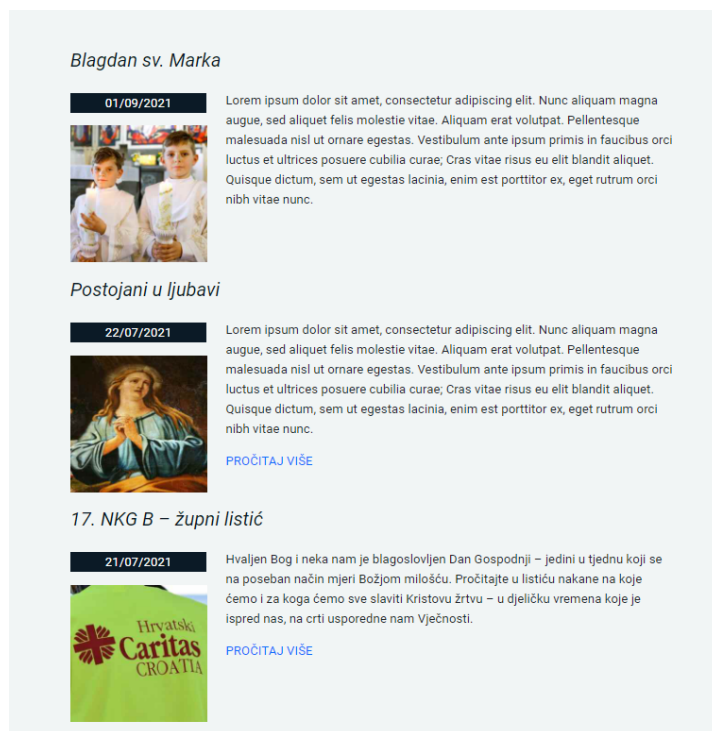 Blagdan sv. Marka
01/09/2021
Lorem ipsum dolor sit amet, consectetur adipiscing elit. Nunc aliquam magna
augue, sed aliquet felis molestie vitae. Aliquam erat volutpat. Pellentesque
malesuada nisl ut ornare egestas. Vestibulum ante ipsum primis in faucibus orci
luctus et ultrices posuere cubilia curae; Cras vitae risus eu elit blandit aliquet.
Quisque dictum, sem ut egestas lacinia, enim est porttitor ex, eget rutrum orci
nibh vitae nunc.
Postojani u ljubavi
22/07/2021
Lorem ipsum dolor sit amet, consectetur adipiscing elit. Nunc aliquam magna
augue, sed aliquet felis molestie vitae. Aliquam erat volutpat. Pellentesque
malesuada nisl ut ornare egestas. Vestibulum ante ipsum primis in faucibus orci
luctus et ultrices posuere cubilia curae; Cras vitae risus eu elit blandit aliquet.
Quisque dictum, sem ut egestas lacinia, enim est porttitor ex, eget rutrum orci
nibh vitae nunc.
PROČITAJ VIŠE
17. NKG B – župni listić
21/07/2021
Hvaljen Bog i neka nam je blagoslovljen Dan Gospodnji – jedini u tjednu koji se
na poseban način mjeri Božjom milošću. Pročitajte u listiću nakane na koje
ćemo i za koga ćemo sve slaviti Kristovu žrtvu – u djeličku vremena koje je
ispred nas, na crti usporedne nam Vječnosti.
PROČITAJ VIŠE
Hrvatski
Caritas
CROATIA